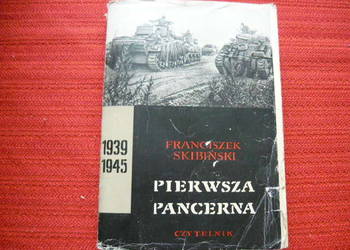 1939
1945
FRANCISZEK
SKIBIŃSKI
PIERWSZA
PANCERNA
CZYTELNIK